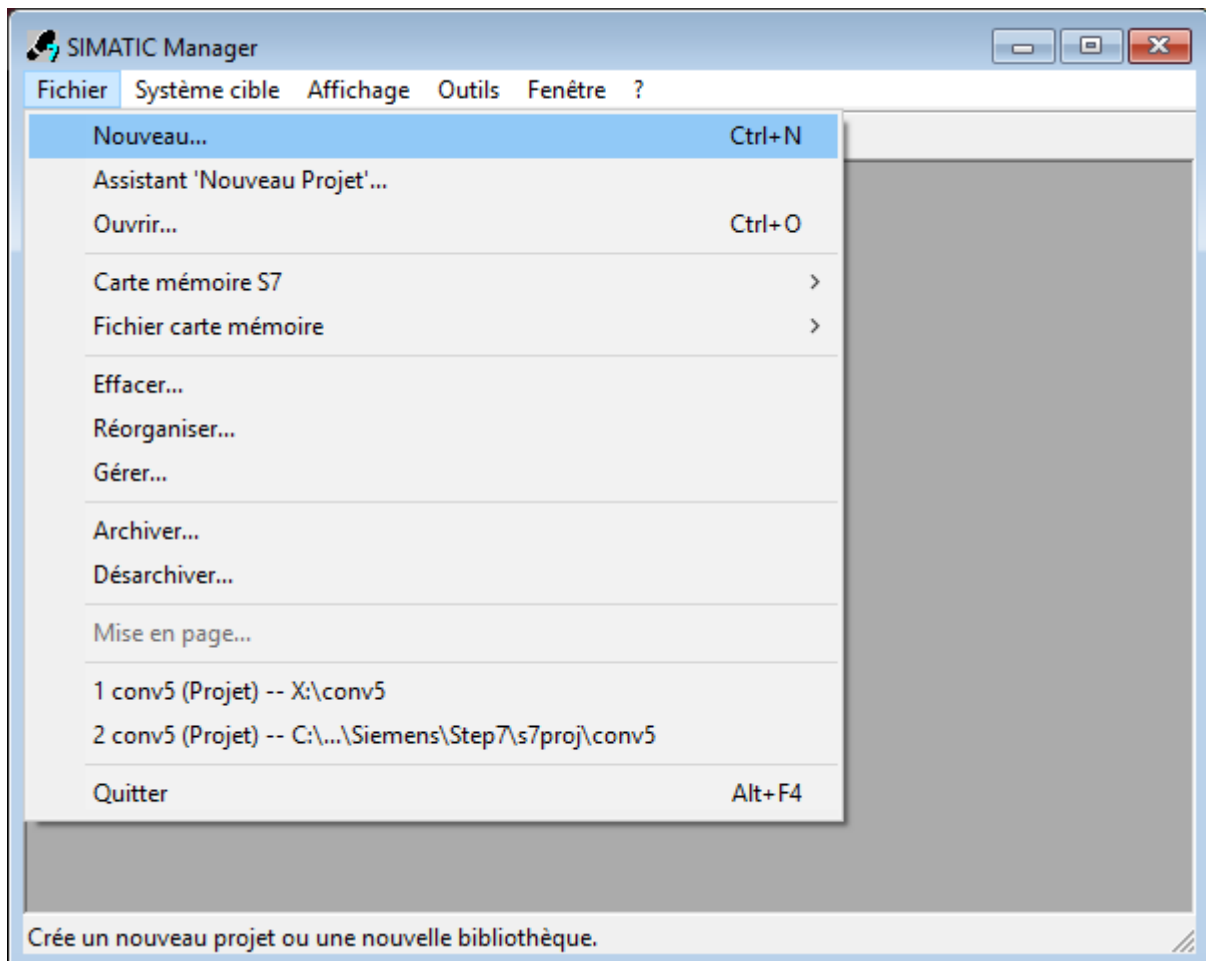 SIMATIC Manager
Fichier Système cible Affichage Outils Fenêtre ?
Nouveau... Ctrl+N
Assistant 'Nouveau Projet'...
Ouvrir... Ctrl+O
Carte mémoire S7
Fichier carte mémoire
Effacer...
Réorganiser...
Gérer...
Archiver...
Désarchiver...
Mise en page...
1 conv5 (Projet) -- X:\conv5
2 conv5 (Projet) -- C:\...\Siemens\Step7\s7proj\conv5
Quitter Alt+F4
Crée un nouveau projet ou une nouvelle bibliothèque.